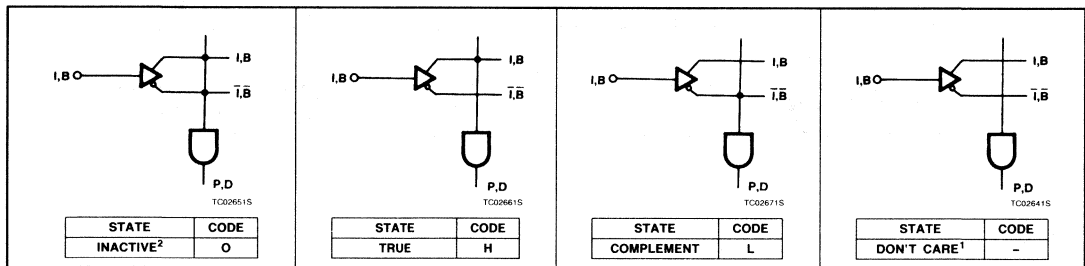 I,B
I,B
I̅,B̅
P,D
TC02651S
STATE CODE
INACTIVE² O
I,B
I,B
I̅,B̅
P,D
TC02661S
STATE CODE
TRUE H
I,B
I,B
I̅,B̅
P,D
TC02671S
STATE CODE
COMPLEMENT L
I,B
I,B
I̅,B̅
P,D
TC02641S
STATE CODE
DON'T CARE¹ –